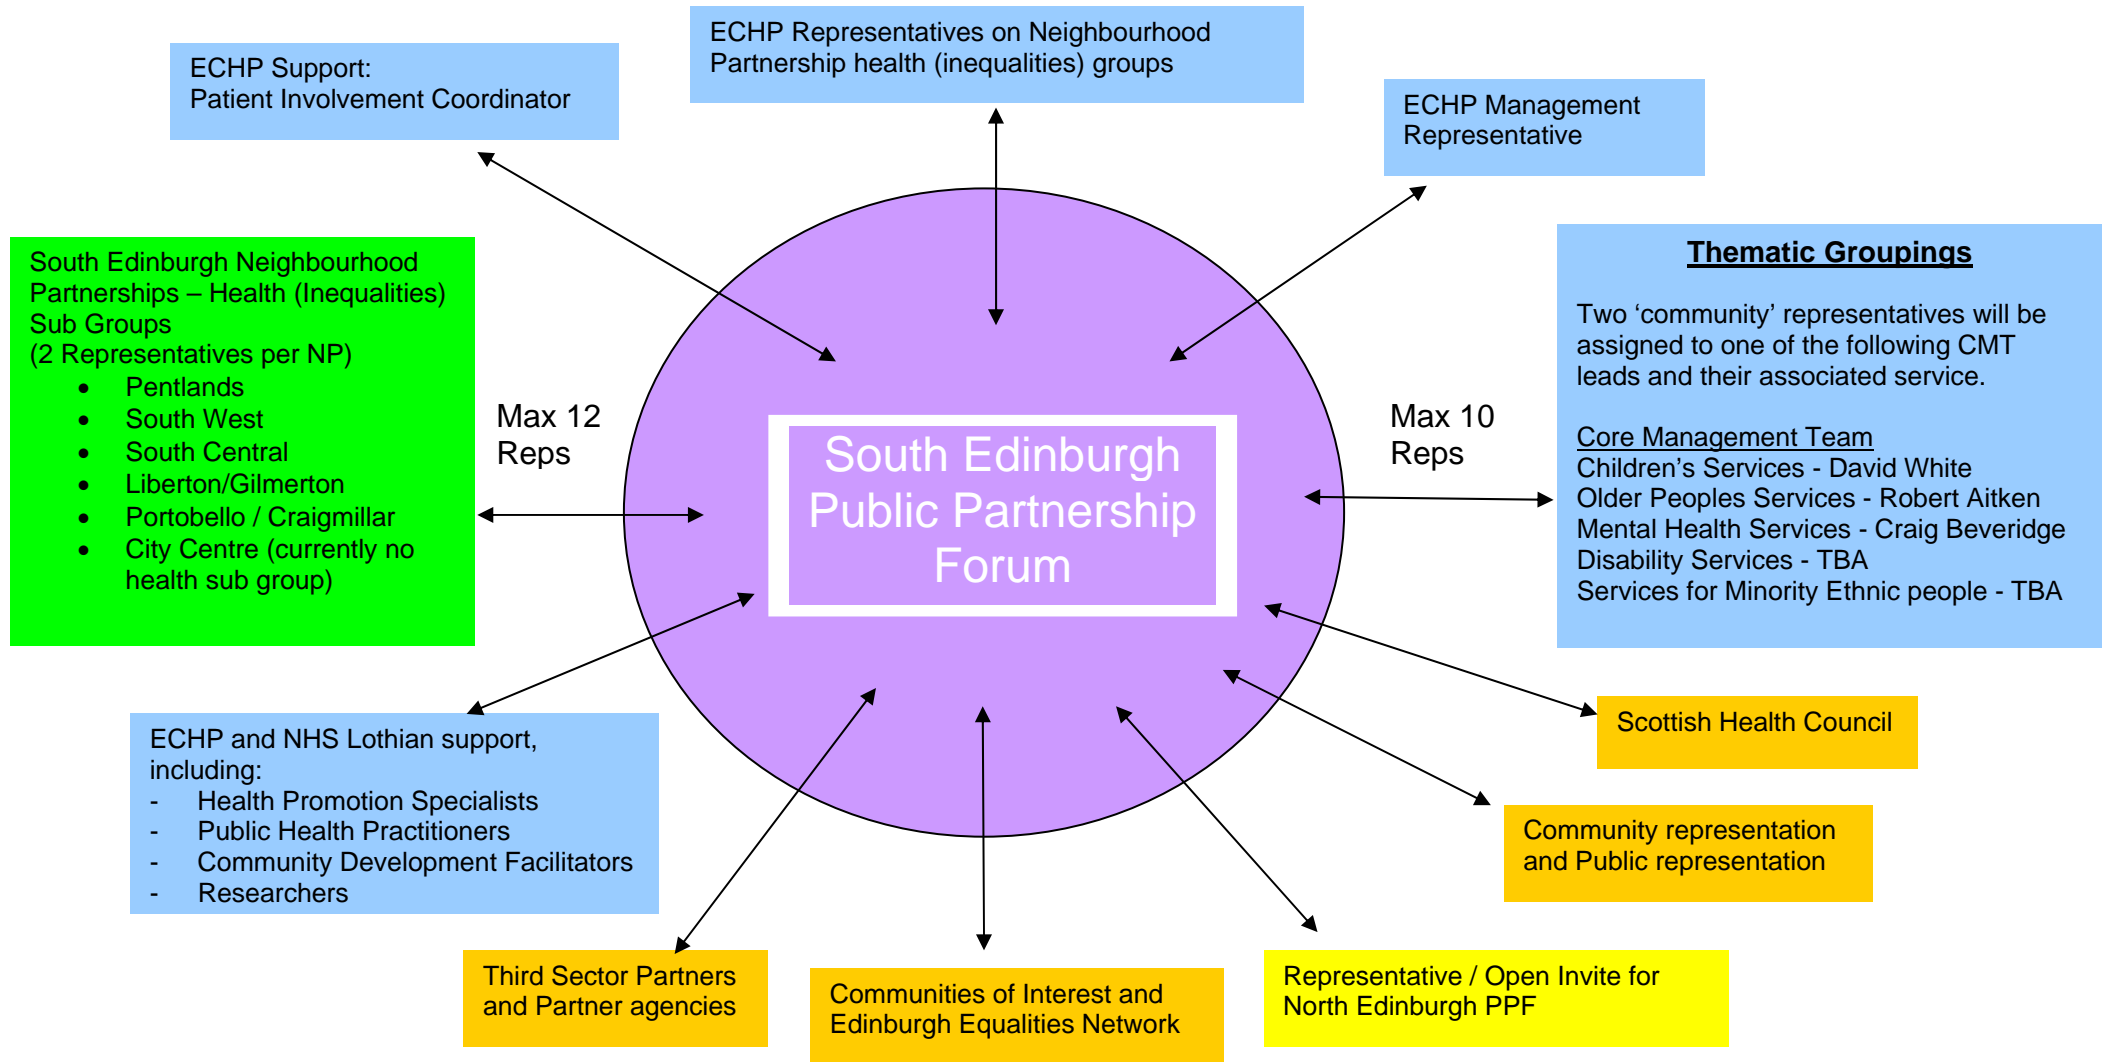 ECHP Support:
Patient Involvement Coordinator
ECHP Representatives on Neighbourhood
Partnership health (inequalities) groups
ECHP Management
Representative
South Edinburgh Neighbourhood
Partnerships – Health (Inequalities)
Sub Groups
(2 Representatives per NP)
• Pentlands
• South West
• South Central
• Liberton/Gilmerton
• Portobello / Craigmillar
• City Centre (currently no
health sub group)
Max 12
Reps
South Edinburgh
Public Partnership
Forum
Max 10
Reps
Thematic Groupings
Two ‘community’ representatives will be
assigned to one of the following CMT
leads and their associated service.
Core Management Team
Children’s Services - David White
Older Peoples Services - Robert Aitken
Mental Health Services - Craig Beveridge
Disability Services - TBA
Services for Minority Ethnic people - TBA
ECHP and NHS Lothian support,
including:
- Health Promotion Specialists
- Public Health Practitioners
- Community Development Facilitators
- Researchers
Scottish Health Council
Community representation
and Public representation
Third Sector Partners
and Partner agencies
Communities of Interest and
Edinburgh Equalities Network
Representative / Open Invite for
North Edinburgh PPF